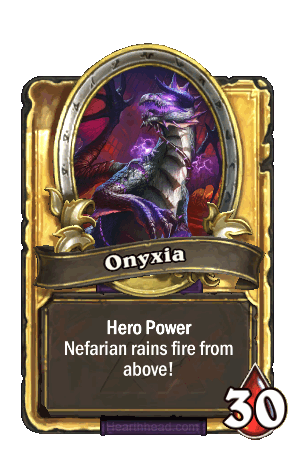 Onyxia
Hero Power
Nefarian rains fire from
above!
30
Hearthhead.com